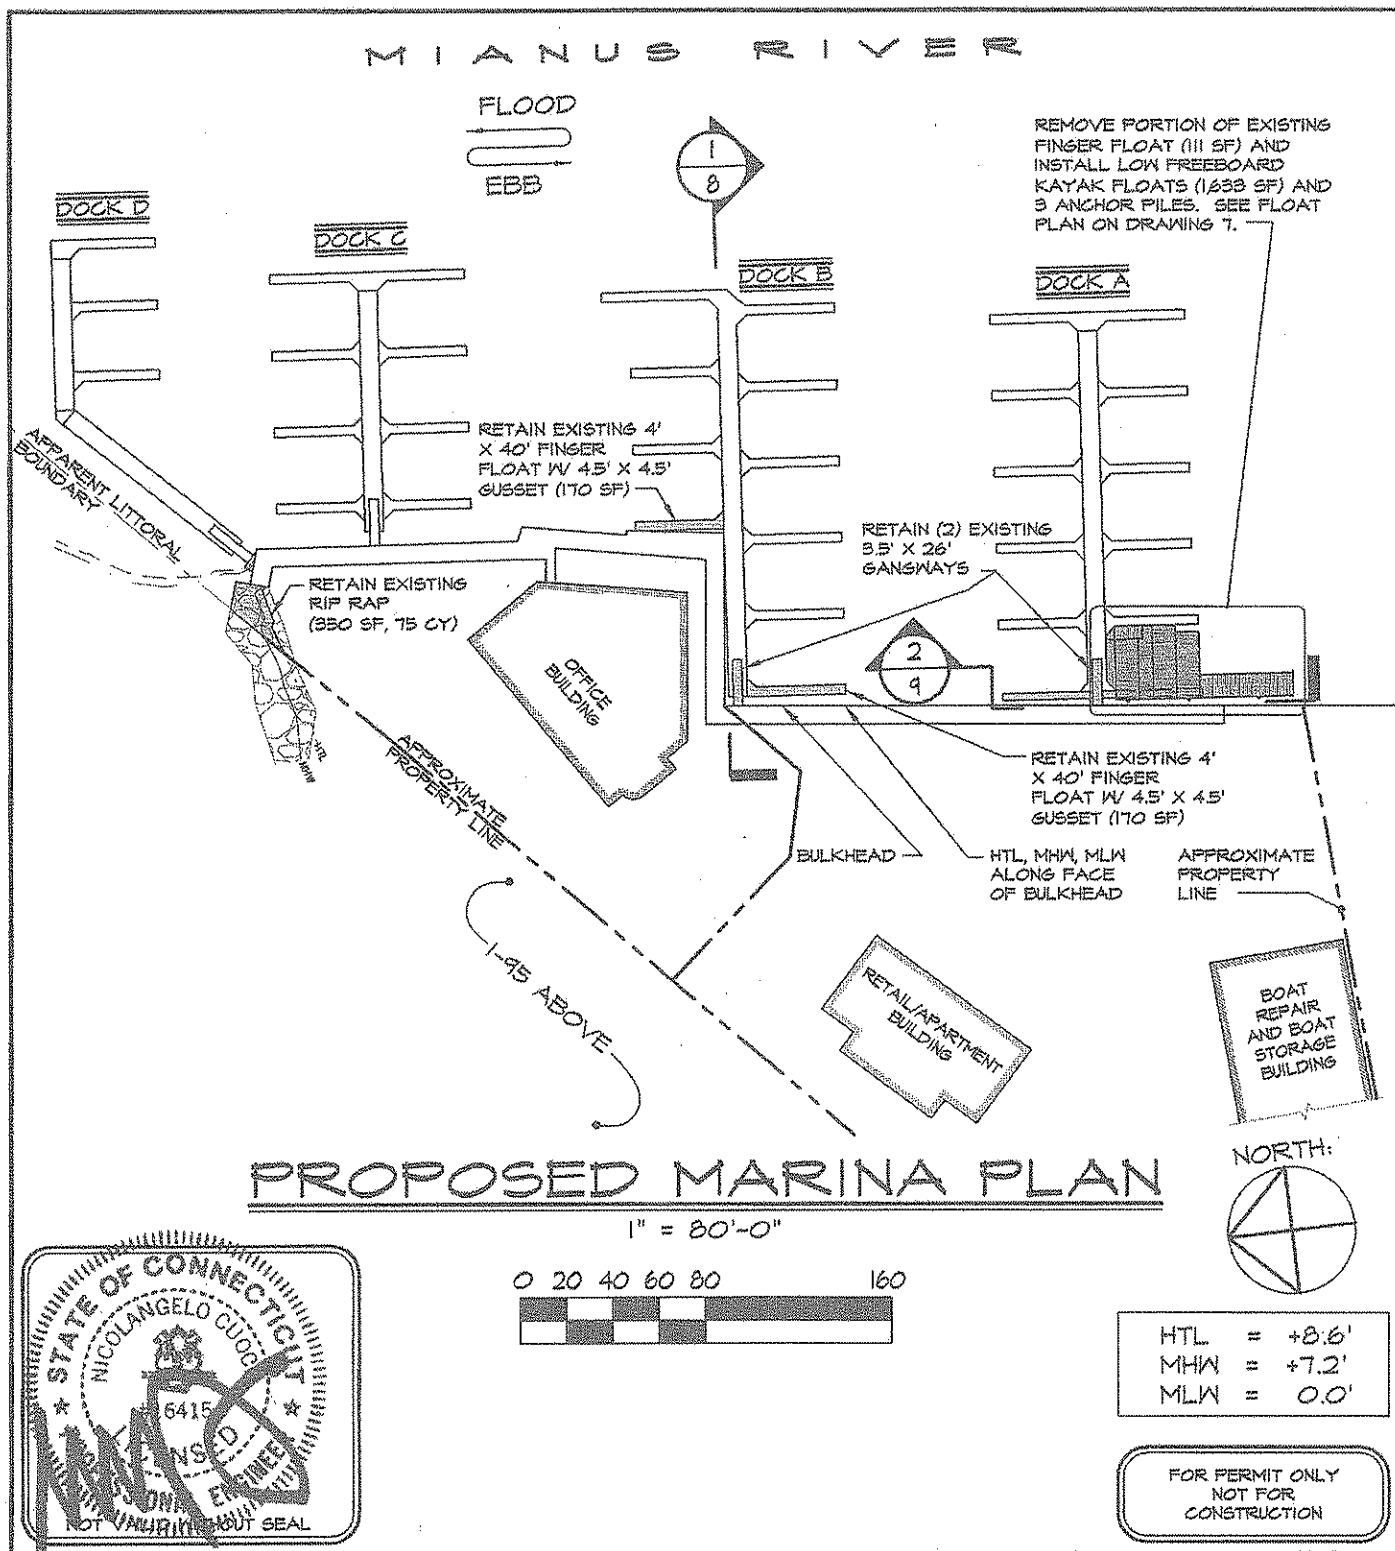 MIANUS RIVER
FLOOD
EBB
1
8
REMOVE PORTION OF EXISTING
FINGER FLOAT (111 SF) AND
INSTALL LOW FREEBOARD
KAYAK FLOATS (1,633 SF) AND
3 ANCHOR PILES. SEE FLOAT
PLAN ON DRAWING 7.
DOCK D
DOCK C
DOCK B
DOCK A
RETAIN EXISTING 4'
X 40' FINGER
FLOAT W/ 4.5' X 4.5'
GUSSET (170 SF)
APPARENT LITTORAL
BOUNDARY
RETAIN (2) EXISTING
3.5' X 26'
GANGWAYS
RETAIN EXISTING
RIP RAP
(350 SF, 75 CY)
OFFICE
BUILDING
2
9
HTL
MHW
APPROXIMATE
PROPERTY LINE
RETAIN EXISTING 4'
X 40' FINGER
FLOAT W/ 4.5' X 4.5'
GUSSET (170 SF)
BULKHEAD
HTL, MHW, MLW
ALONG FACE
OF BULKHEAD
APPROXIMATE
PROPERTY
LINE
I-95 ABOVE
RETAIL/APARTMENT
BUILDING
BOAT
REPAIR
AND BOAT
STORAGE
BUILDING
PROPOSED MARINA PLAN
1" = 80'-0"
0 20 40 60 80 160
NORTH:
HTL = +8.6'
MHW = +7.2'
MLW = 0.0'
FOR PERMIT ONLY
NOT FOR
CONSTRUCTION
STATE OF CONNECTICUT
NICOLANGELO
6415
ENGINEER
NOT SEAL